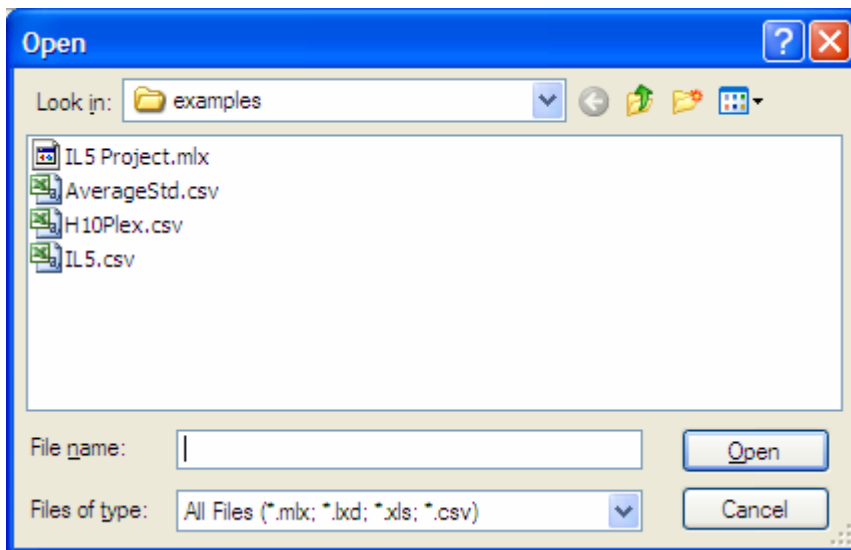 Open
Look in: examples
IL5 Project.mlx
AverageStd.csv
H10Plex.csv
IL5.csv
File name:
Open
Files of type: All Files (*.mlx; *.lxd; *.xls; *.csv)
Cancel